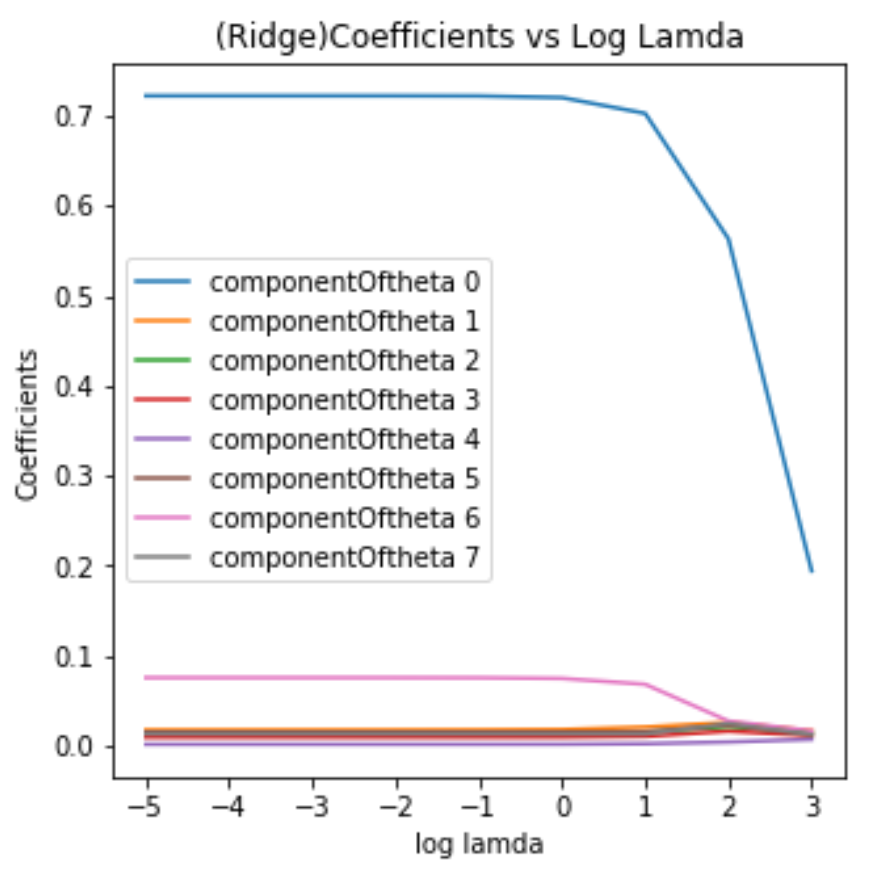 (Ridge)Coefficients vs Log Lamda
Coefficients
0.7
0.6
0.5
0.4
0.3
0.2
0.1
0.0
componentOftheta 0
componentOftheta 1
componentOftheta 2
componentOftheta 3
componentOftheta 4
componentOftheta 5
componentOftheta 6
componentOftheta 7
−5 −4 −3 −2 −1 0 1 2 3
log lamda